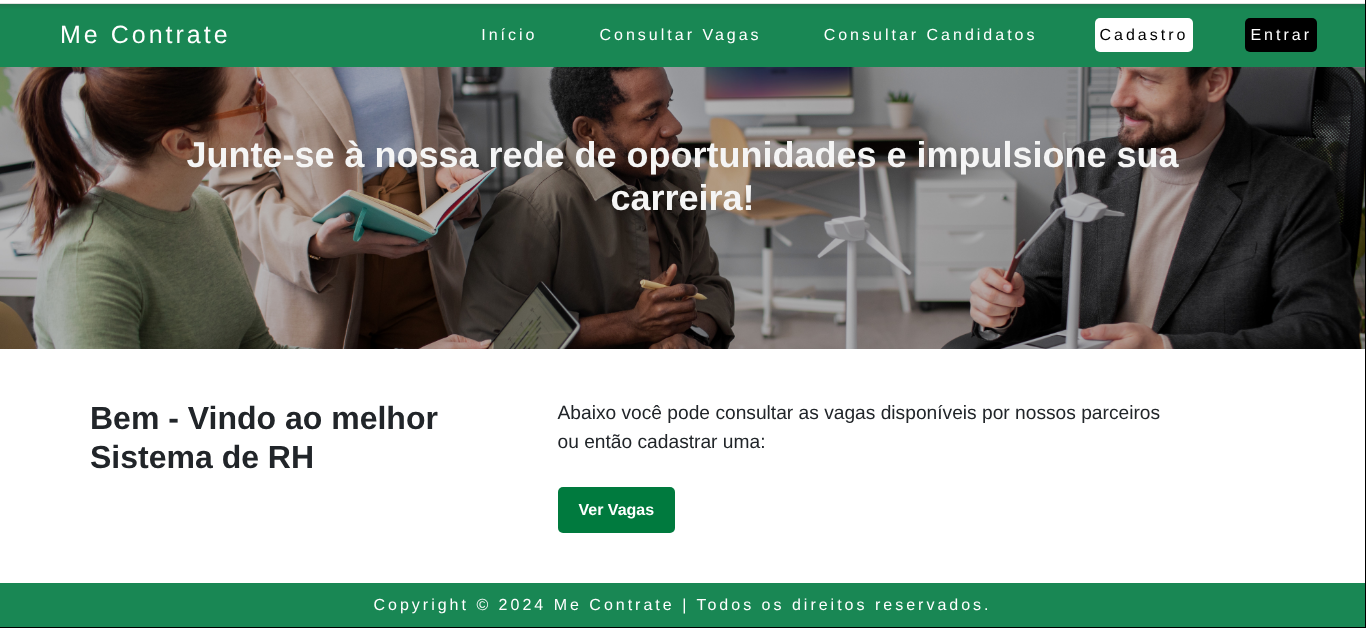 Me Contrate
Início
Consultar Vagas
Consultar Candidatos
Cadastro
Entrar
Junte-se à nossa rede de oportunidades e impulsione sua
carreira!
Bem - Vindo ao melhor
Sistema de RH
Abaixo você pode consultar as vagas disponíveis por nossos parceiros
ou então cadastrar uma:
Ver Vagas
Copyright © 2024 Me Contrate | Todos os direitos reservados.